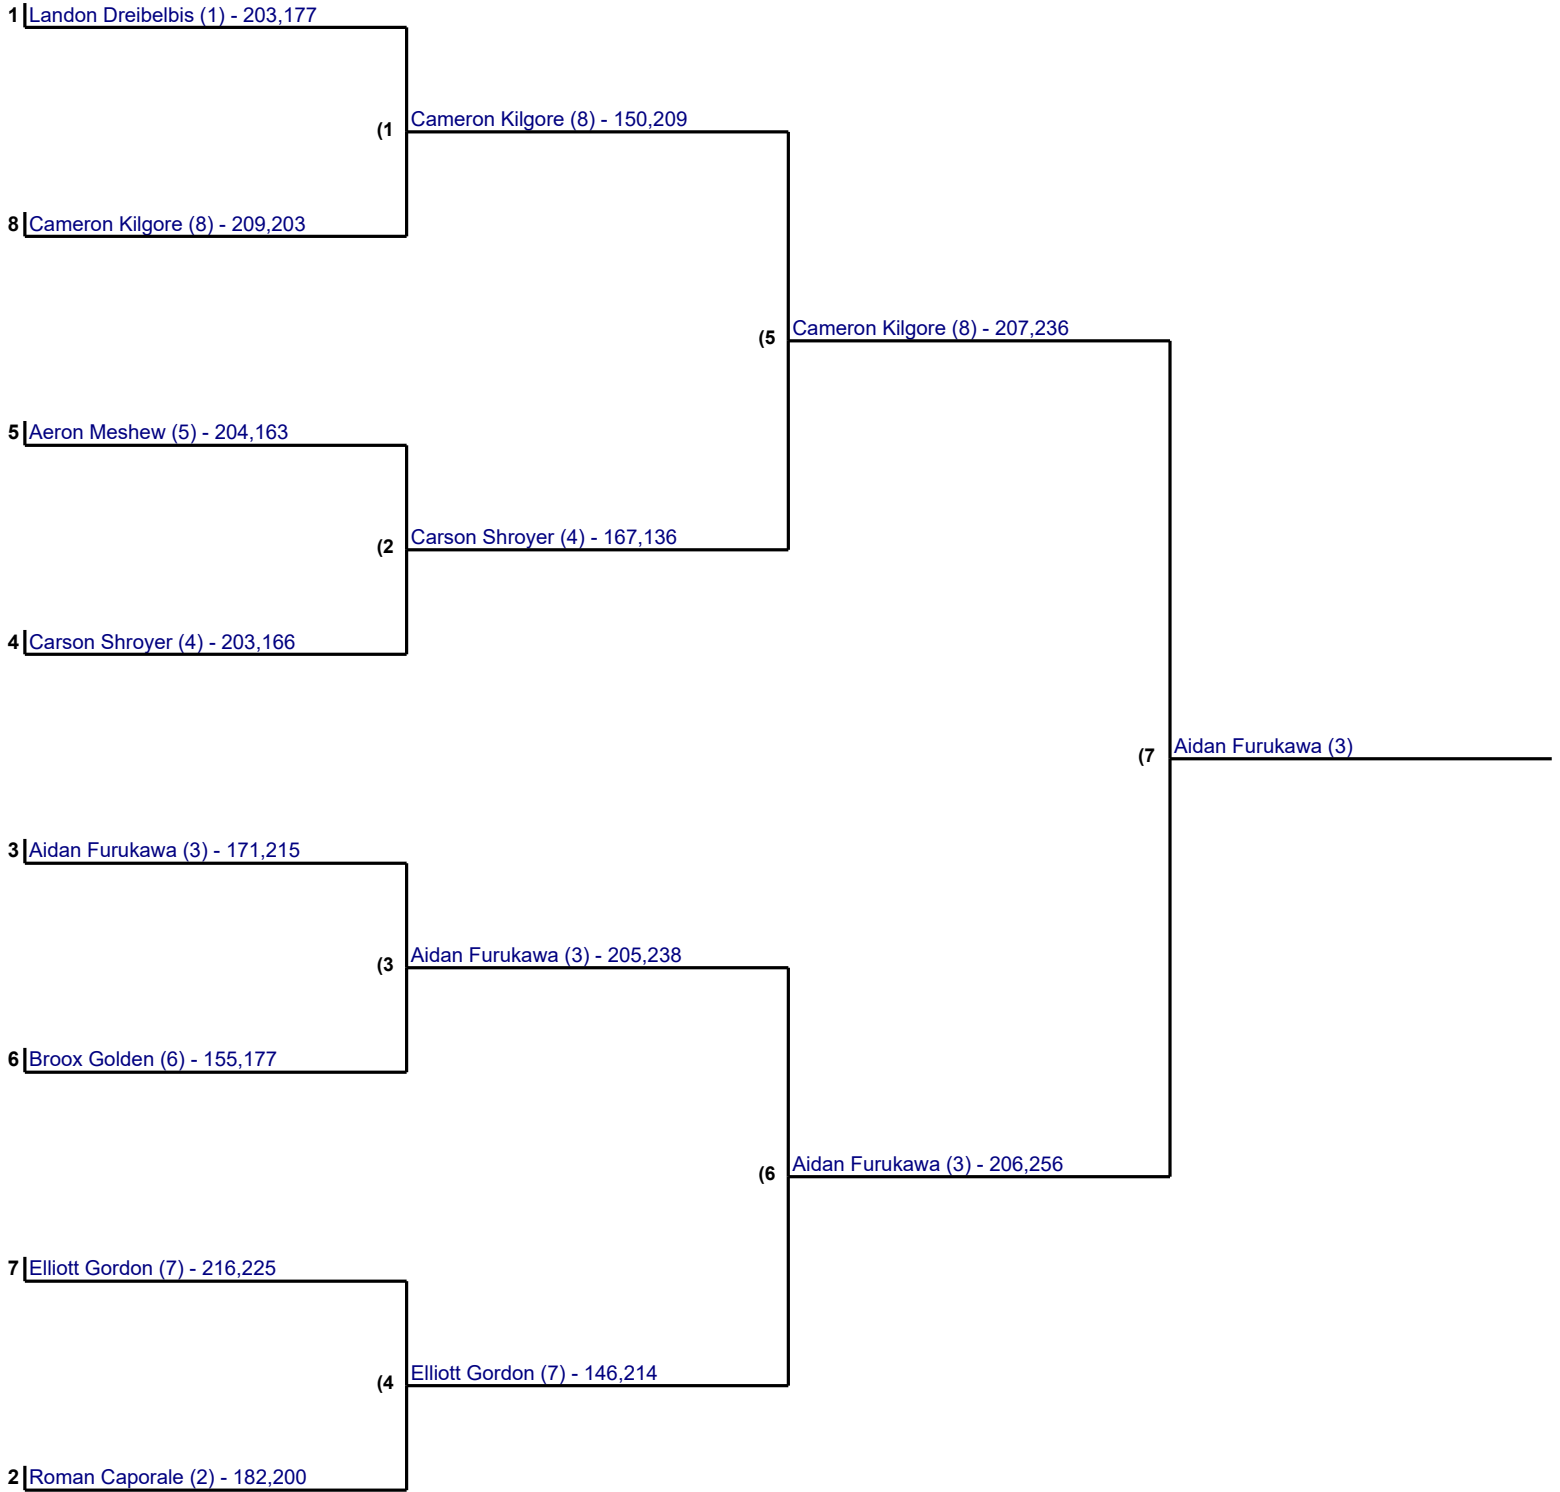 1 Landon Dreibelbis (1) - 203,177
(1 Cameron Kilgore (8) - 150,209
8 Cameron Kilgore (8) - 209,203
(5 Cameron Kilgore (8) - 207,236
5 Aeron Meshew (5) - 204,163
(2 Carson Shroyer (4) - 167,136
4 Carson Shroyer (4) - 203,166
(7 Aidan Furukawa (3)
3 Aidan Furukawa (3) - 171,215
(3 Aidan Furukawa (3) - 205,238
6 Broox Golden (6) - 155,177
(6 Aidan Furukawa (3) - 206,256
7 Elliott Gordon (7) - 216,225
(4 Elliott Gordon (7) - 146,214
2 Roman Caporale (2) - 182,200